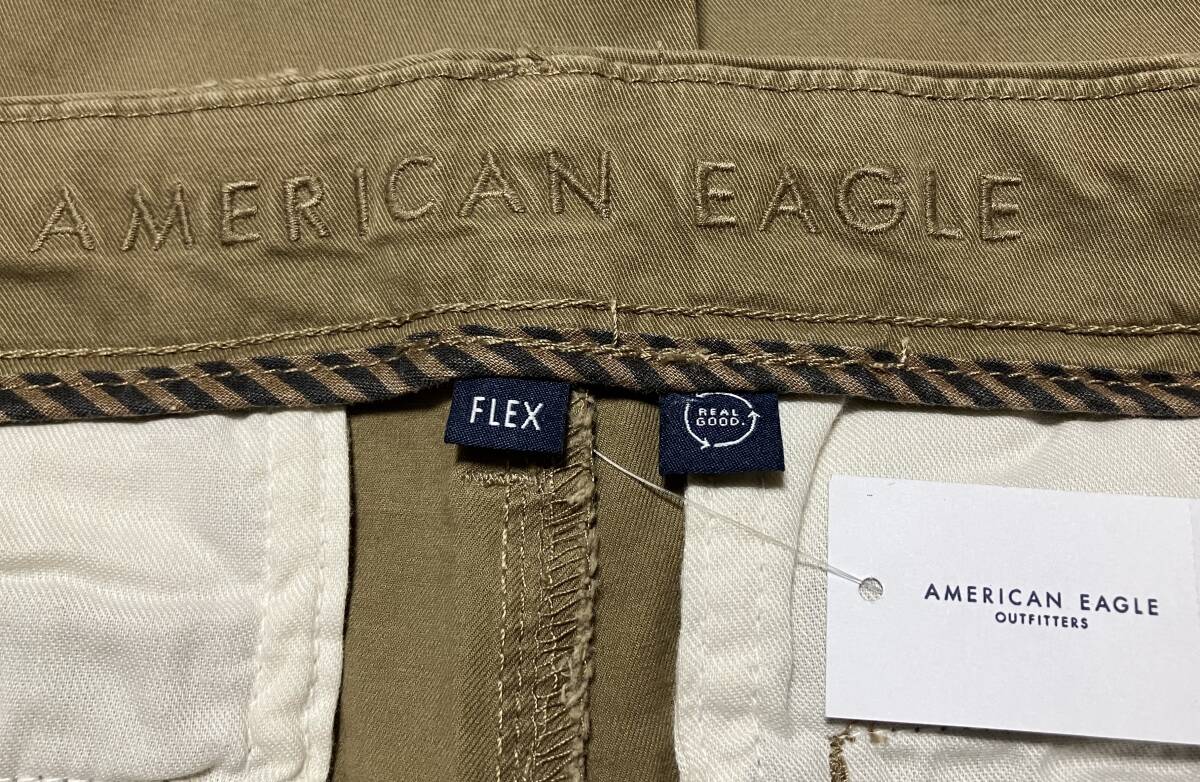 AMERICAN EAGLE
FLEX
REAL
GOOD.
AMERICAN EAGLE
OUTFITTERS